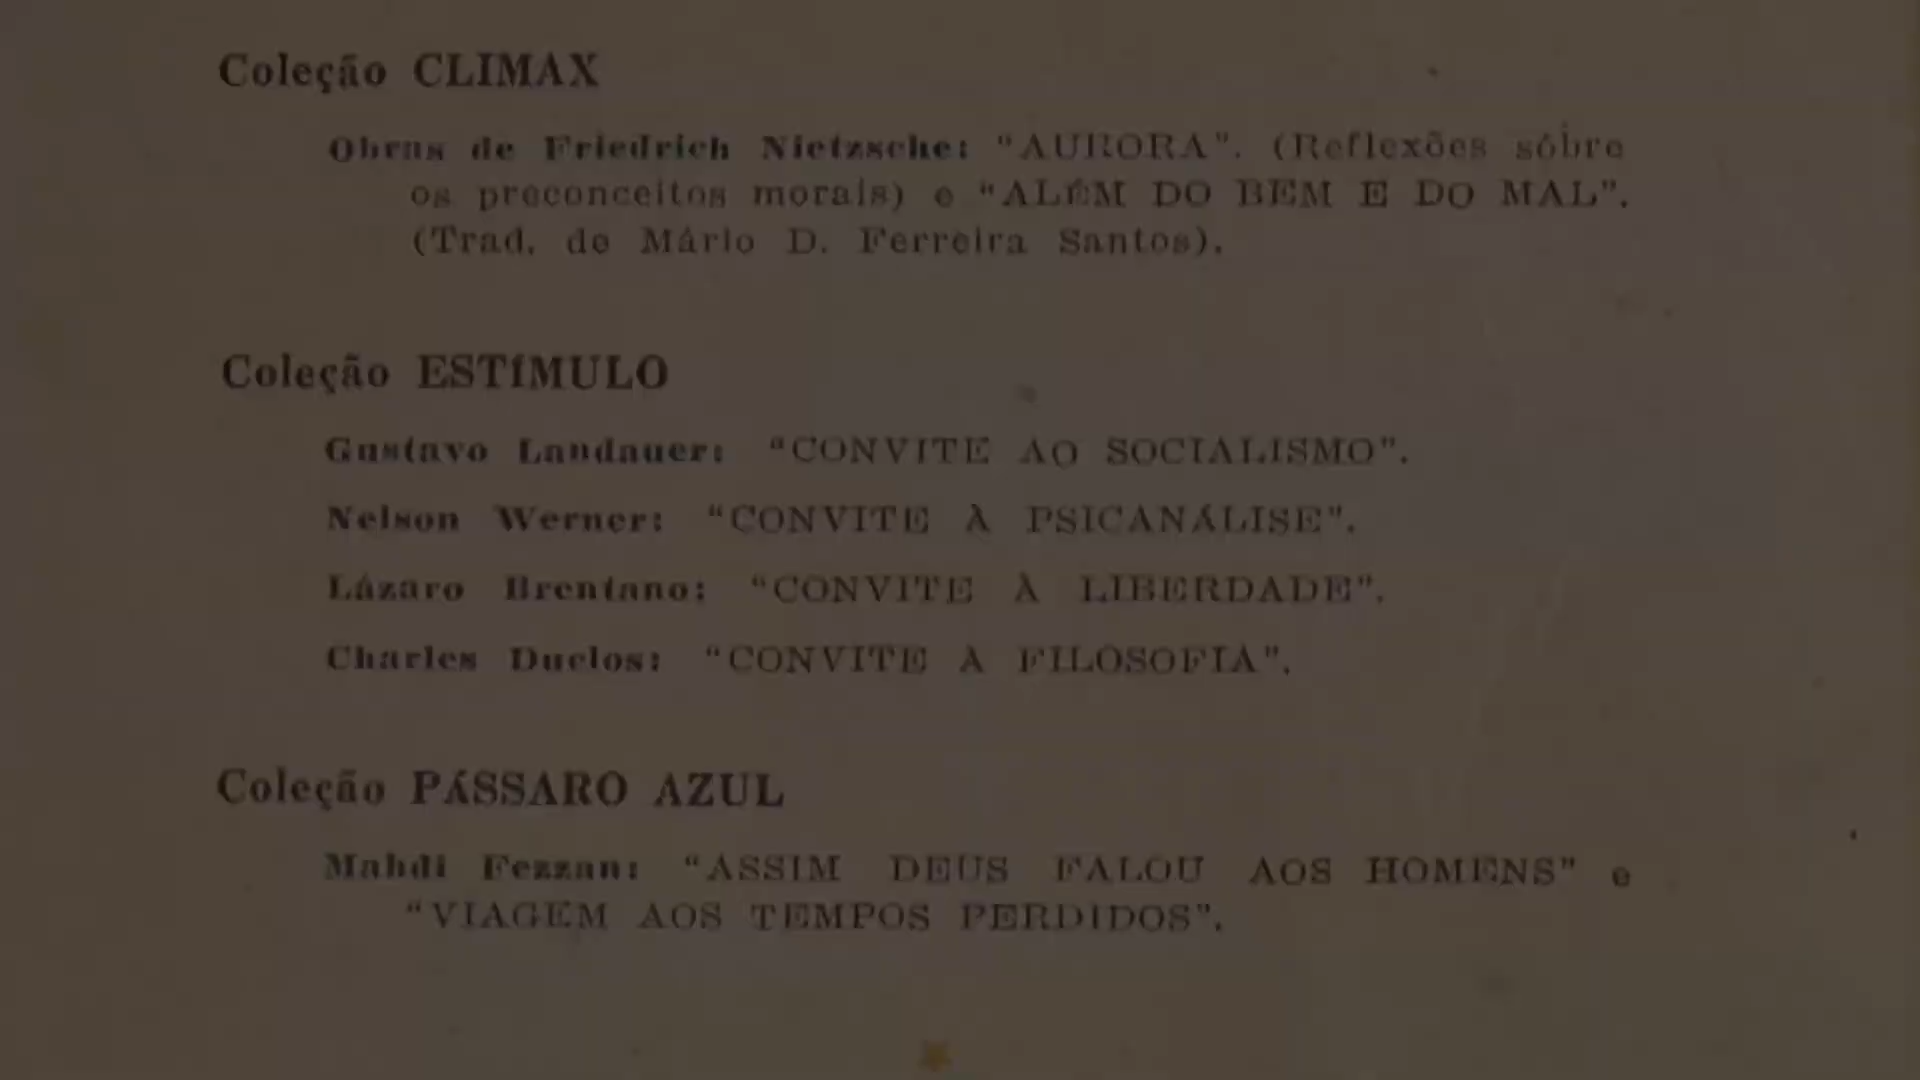 Coleção CLIMAX
Obras de Friedrich Nietzsche: "AURORA". (Reflexões sôbre
os preconceitos morais) e "ALÉM DO BEM E DO MAL".
(Trad. de Mário D. Ferreira Santos).
Coleção ESTÍMULO
Gustavo Landauer: "CONVITE AO SOCIALISMO".
Nelson Werner: "CONVITE À PSICANÁLISE".
Lázaro Brentano: "CONVITE À LIBERDADE".
Charles Duclos: "CONVITE À FILOSOFIA".
Coleção PÁSSARO AZUL
Mahdi Fezzan: "ASSIM DEUS FALOU AOS HOMENS" e
"VIAGEM AOS TEMPOS PERDIDOS".